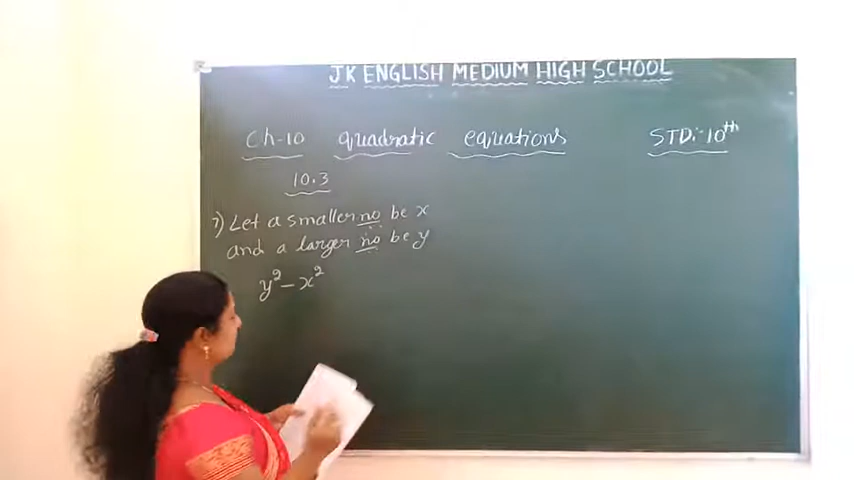 JK ENGLISH MEDIUM HIGH SCHOOL
Ch-10 quadratic equations STD:-10th
10.3
7) Let a smaller no be x
and a larger no be y
y² - x²